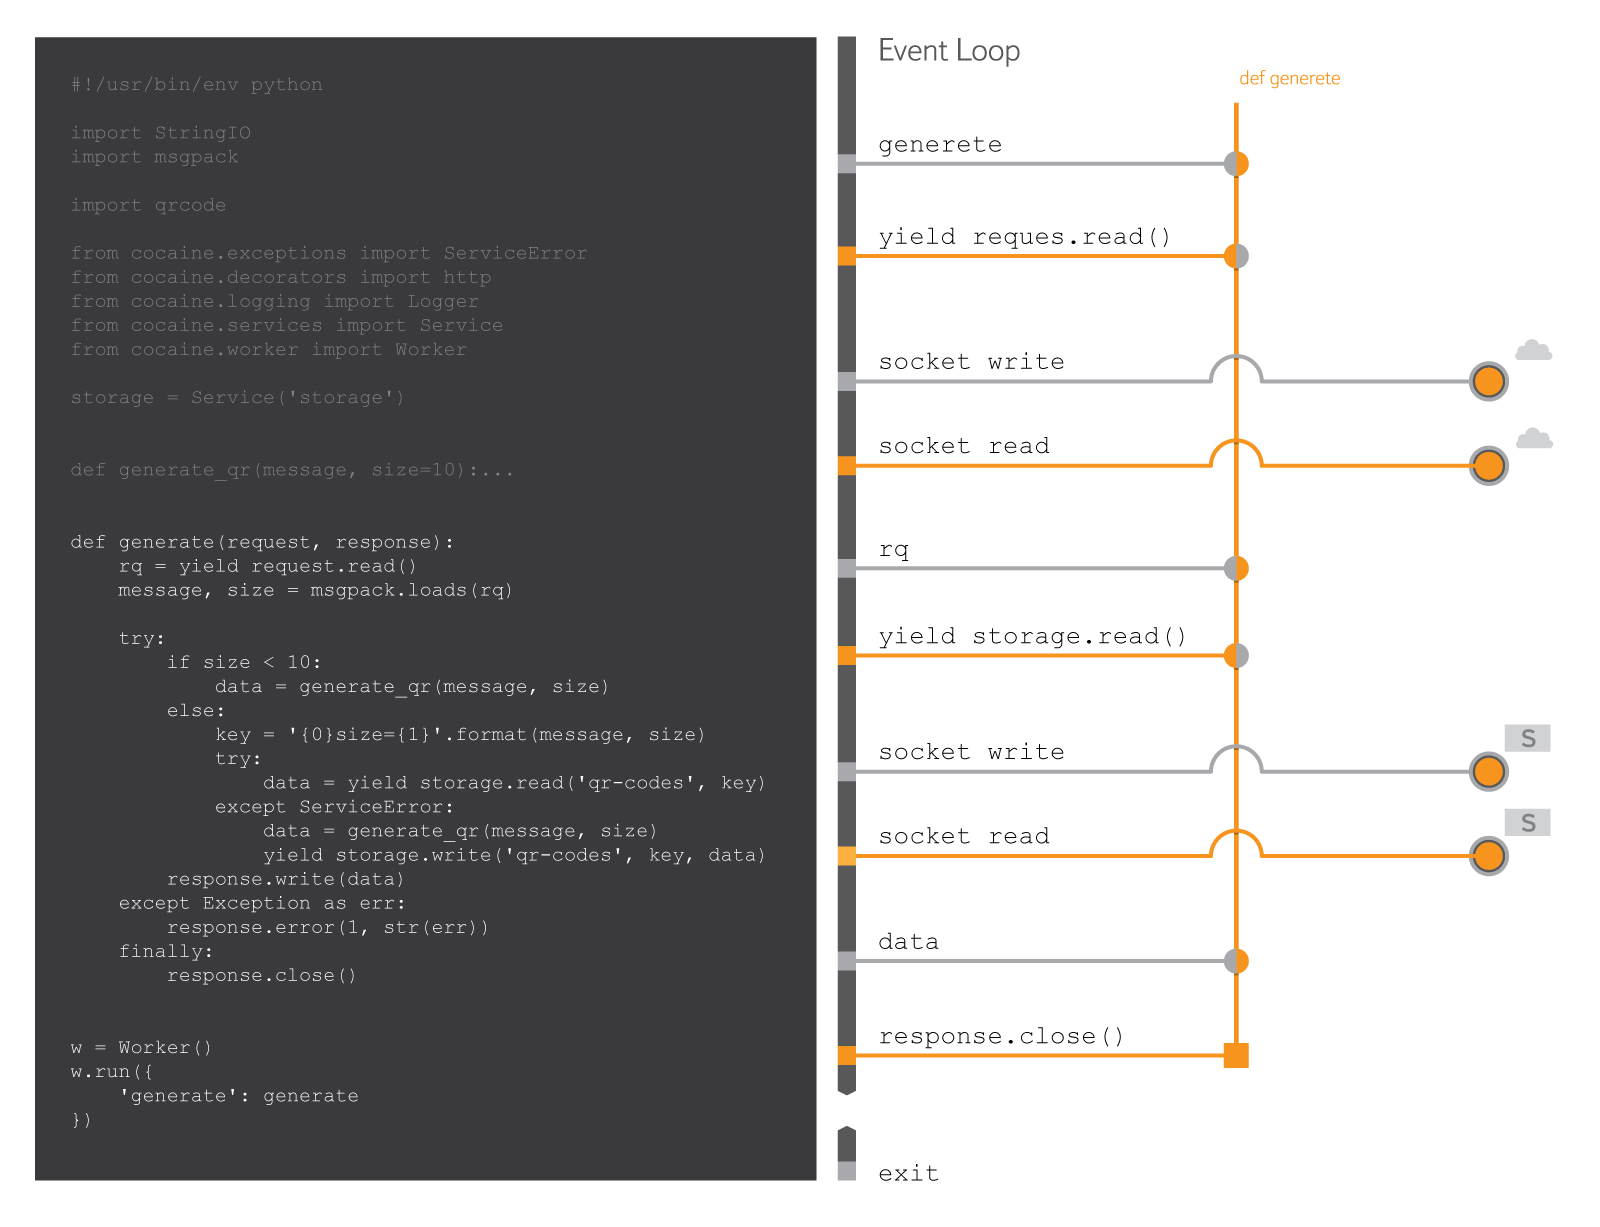 #!/usr/bin/env python
import StringIO
import msgpack
import qrcode
from cocaine.exceptions import ServiceError
from cocaine.decorators import http
from cocaine.logging import Logger
from cocaine.services import Service
from cocaine.worker import Worker
storage = Service('storage')
def generate_qr(message, size=10):...
def generate(request, response):
    rq = yield request.read()
    message, size = msgpack.loads(rq)
    try:
        if size < 10:
            data = generate_qr(message, size)
        else:
            key = '{0}size={1}'.format(message, size)
            try:
                data = yield storage.read('qr-codes', key)
            except ServiceError:
                data = generate_qr(message, size)
                yield storage.write('qr-codes', key, data)
        response.write(data)
    except Exception as err:
        response.error(1, str(err))
    finally:
        response.close()
w = Worker()
w.run({
    'generate': generate
})
Event Loop
def generete
generete
yield reques.read()
socket write
socket read
rq
yield storage.read()
S
socket write
S
socket read
data
response.close()
exit